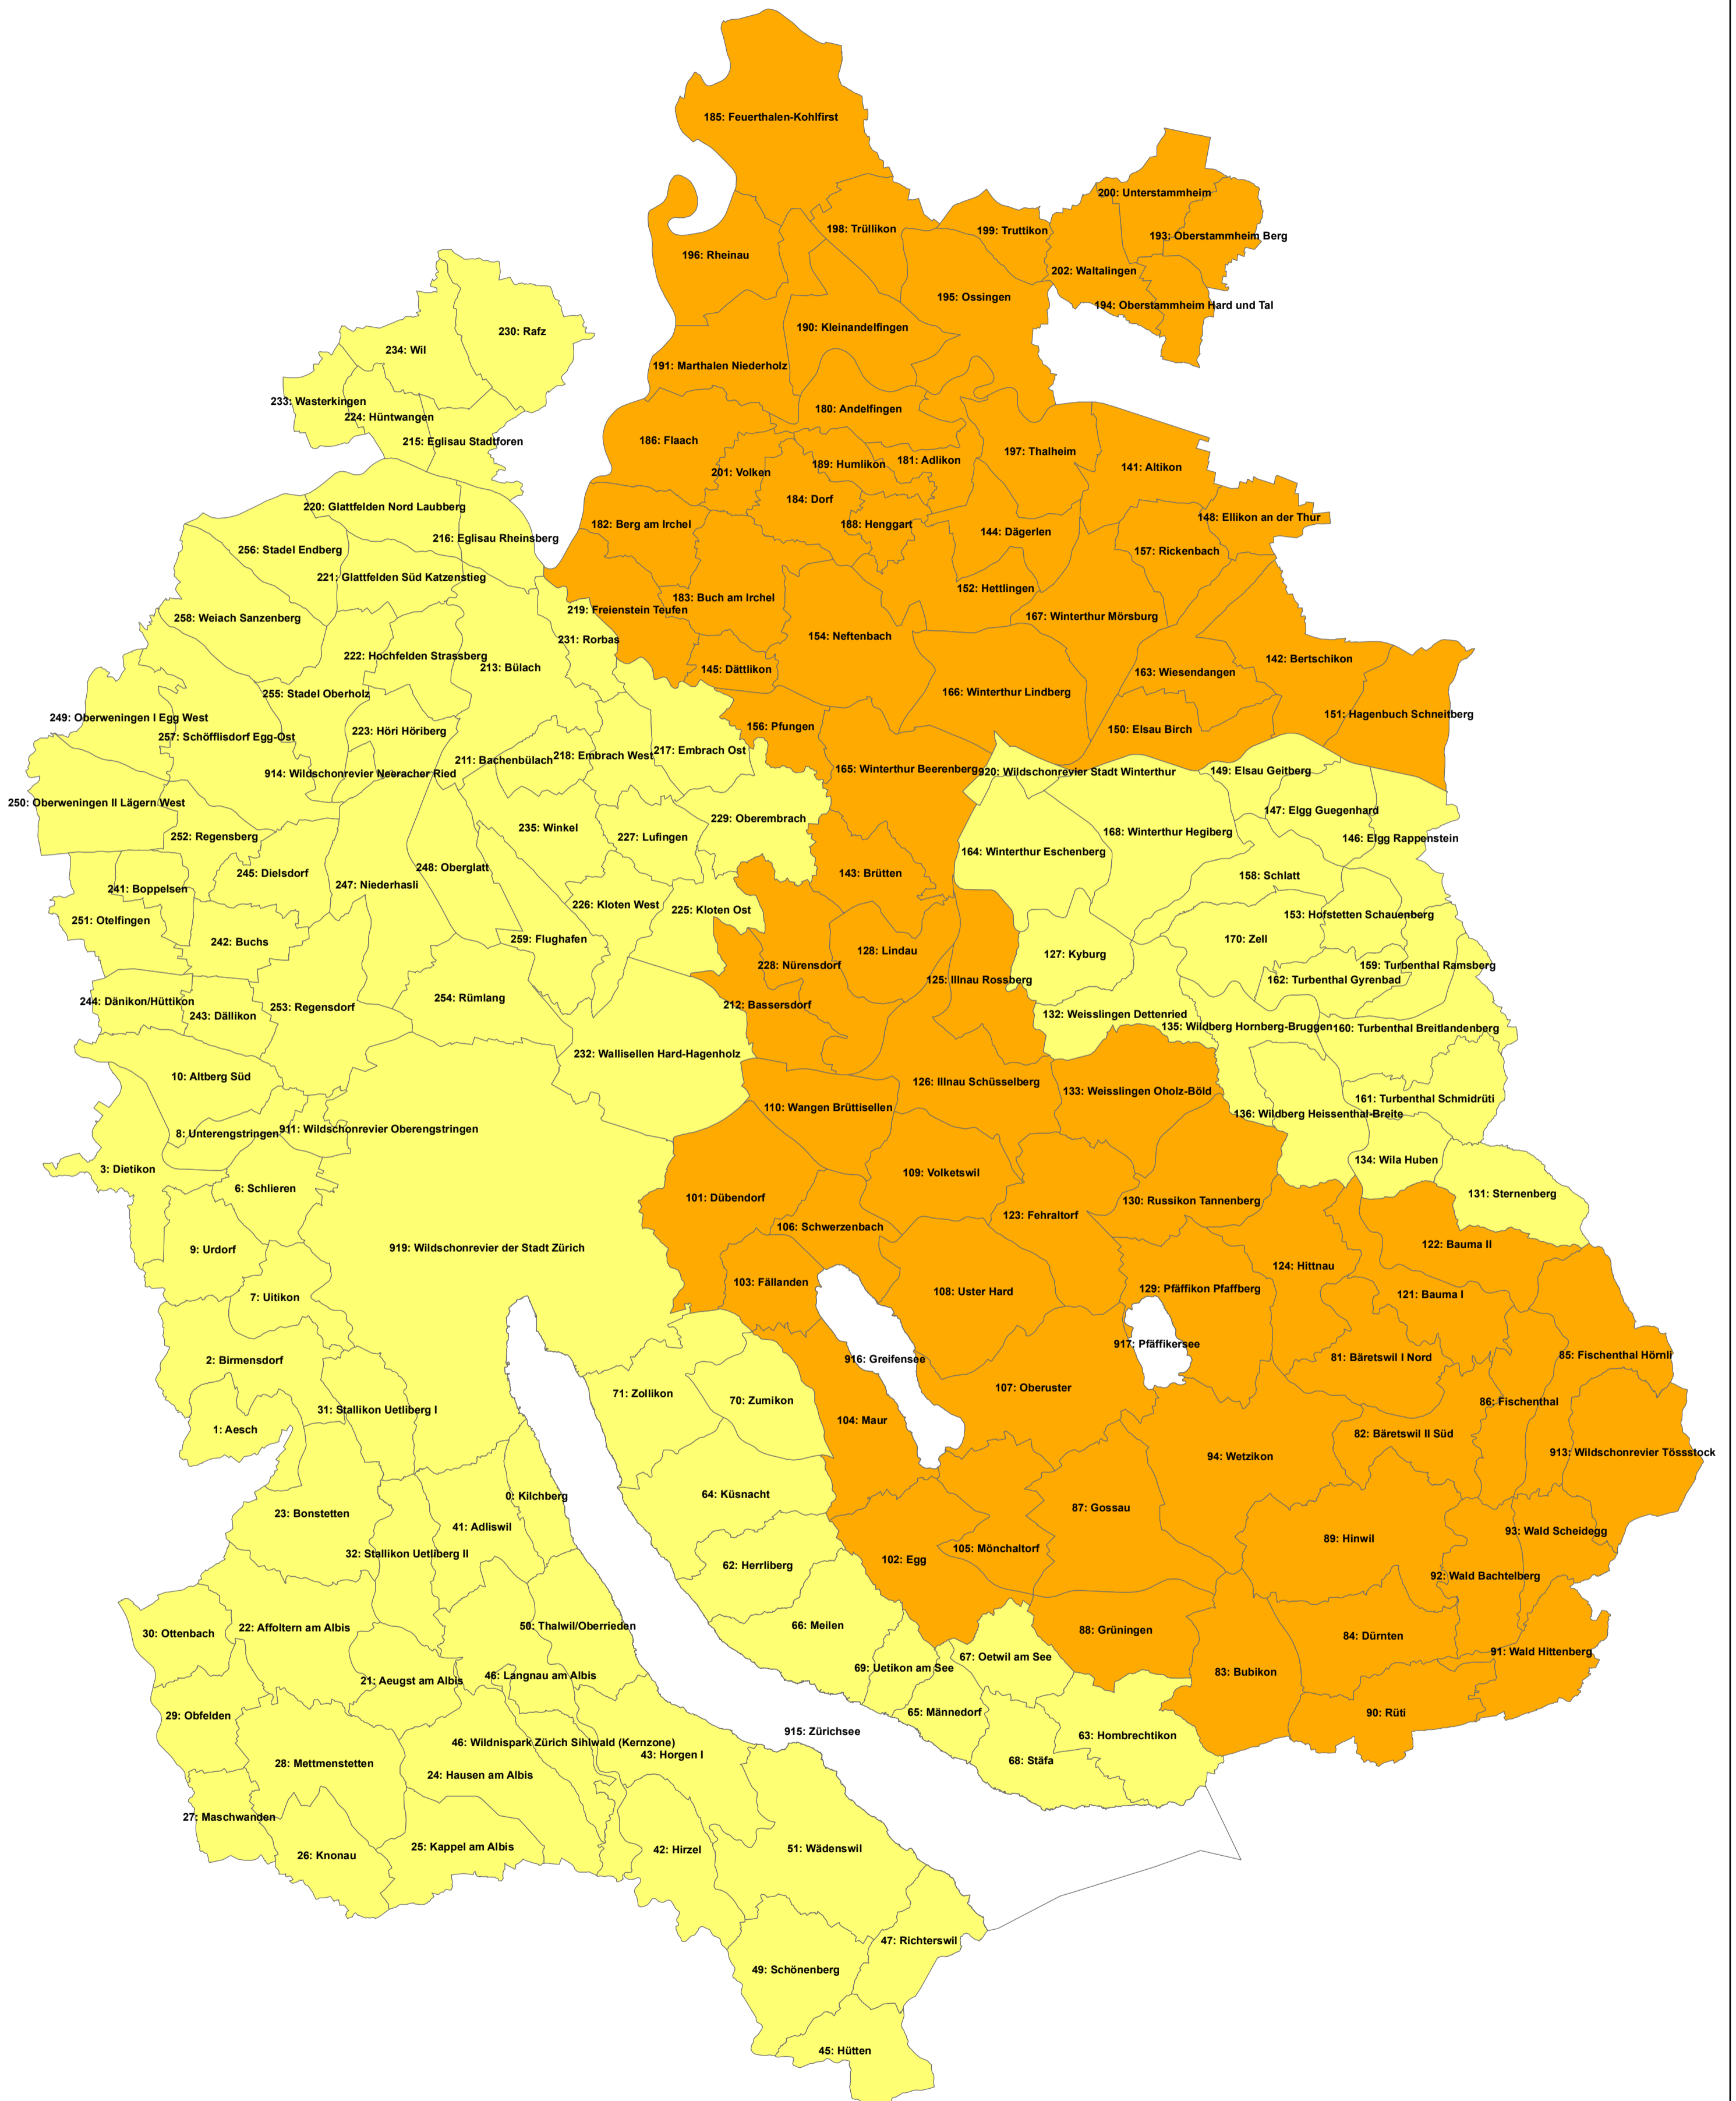 185: Feuerthalen-Kohlfirst
200: Unterstammheim
198: Trüllikon
199: Truttikon
193: Oberstammheim Berg
196: Rheinau
202: Waltalingen
195: Ossingen
194: Oberstammheim Hard und Tal
190: Kleinandelfingen
230: Rafz
234: Wil
191: Marthalen Niederholz
233: Wasterkingen
180: Andelfingen
224: Hüntwangen
215: Eglisau Stadtforen
186: Flaach
197: Thalheim
181: Adlikon
189: Humlikon
141: Altikon
201: Volken
184: Dorf
220: Glattfelden Nord Laubberg
148: Ellikon an der Thur
182: Berg am Irchel
188: Henggart
144: Dägerlen
216: Eglisau Rheinsberg
256: Stadel Endberg
157: Rickenbach
221: Glattfelden Süd Katzenstieg
152: Hettlingen
183: Buch am Irchel
219: Freienstein Teufen
258: Weiach Sanzenberg
167: Winterthur Mörsburg
154: Neftenbach
231: Rorbas
222: Hochfelden Strassberg
142: Bertschikon
213: Bülach
145: Dättlikon
163: Wiesendangen
255: Stadel Oberholz
166: Winterthur Lindberg
151: Hagenbuch Schneitberg
249: Oberweningen I Egg West
156: Pfungen
150: Elsau Birch
223: Höri Höriberg
257: Schöfflisdorf Egg-Ost
217: Embrach Ost
218: Embrach West
211: Bachenbülach
165: Winterthur Beerenberg
920: Wildschonrevier Stadt Winterthur
149: Elsau Geitberg
914: Wildschonrevier Neeracher Ried
250: Oberweningen II Lägern West
147: Elgg Guegenhard
229: Oberembrach
235: Winkel
168: Winterthur Hegiberg
252: Regensberg
227: Lufingen
146: Elgg Rappenstein
164: Winterthur Eschenberg
248: Oberglatt
245: Dielsdorf
143: Brütten
158: Schlatt
247: Niederhasli
241: Boppelsen
226: Kloten West
225: Kloten Ost
153: Hofstetten Schauenberg
251: Otelfingen
259: Flughafen
170: Zell
242: Buchs
128: Lindau
127: Kyburg
228: Nürensdorf
159: Turbenthal Ramsberg
125: Illnau Rossberg
162: Turbenthal Gyrenbad
254: Rümlang
244: Dänikon/Hüttikon
212: Bassersdorf
253: Regensdorf
132: Weisslingen Dettenried
243: Dällikon
135: Wildberg Hornberg-Bruggen
160: Turbenthal Breitlandenberg
232: Wallisellen Hard-Hagenholz
10: Altberg Süd
126: Illnau Schüsselberg
133: Weisslingen Oholz-Böld
161: Turbenthal Schmidrüti
110: Wangen Brüttisellen
136: Wildberg Heissenthal-Breite
8: Unterengstringen
911: Wildschonrevier Oberengstringen
134: Wila Huben
3: Dietikon
109: Volketswil
6: Schlieren
131: Sternenberg
101: Dübendorf
130: Russikon Tannenberg
123: Fehraltorf
106: Schwerzenbach
122: Bauma II
919: Wildschonrevier der Stadt Zürich
9: Urdorf
124: Hittnau
103: Fällanden
129: Pfäffikon Pfaffberg
108: Uster Hard
121: Bauma I
7: Uitikon
917: Pfäffikersee
85: Fischenthal Hörnli
81: Bäretswil I Nord
916: Greifensee
2: Birmensdorf
107: Oberuster
71: Zollikon
70: Zumikon
86: Fischenthal
31: Stallikon Uetliberg I
104: Maur
1: Aesch
82: Bäretswil II Süd
913: Wildschonrevier Tössstock
94: Wetzikon
64: Küsnacht
0: Kilchberg
87: Gossau
23: Bonstetten
41: Adliswil
93: Wald Scheidegg
89: Hinwil
105: Mönchaltorf
32: Stallikon Uetliberg II
102: Egg
62: Herrliberg
92: Wald Bachtelberg
66: Meilen
50: Thalwil/Oberrieden
22: Affoltern am Albis
88: Grüningen
30: Ottenbach
84: Dürnten
91: Wald Hittenberg
67: Oetwil am See
69: Uetikon am See
83: Bubikon
46: Langnau am Albis
21: Aeugst am Albis
65: Männedorf
90: Rüti
29: Obfelden
915: Zürichsee
63: Hombrechtikon
46: Wildnispark Zürich Sihlwald (Kernzone)
43: Horgen I
68: Stäfa
28: Mettmenstetten
24: Hausen am Albis
27: Maschwanden
25: Kappel am Albis
42: Hirzel
51: Wädenswil
26: Knonau
47: Richterswil
49: Schönenberg
45: Hütten